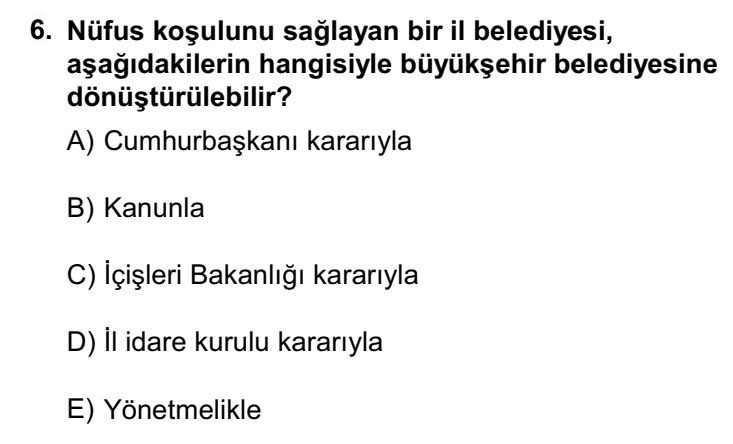 6. Nüfus koşulunu sağlayan bir il belediyesi,
aşağıdakilerin hangisiyle büyükşehir belediyesine
dönüştürülebilir?
A) Cumhurbaşkanı kararıyla
B) Kanunla
C) İçişleri Bakanlığı kararıyla
D) İl idare kurulu kararıyla
E) Yönetmelikle